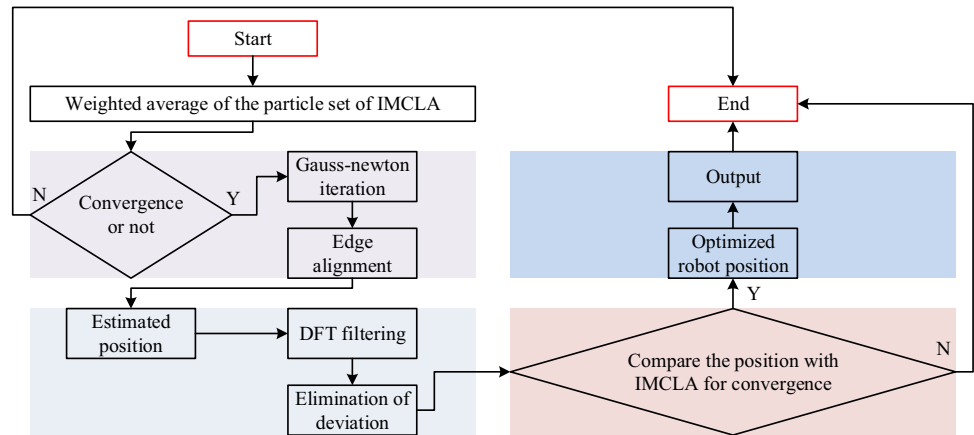 Start
Weighted average of the particle set of IMCLA
N
Convergence
or not
Y
Gauss-newton
iteration
Edge
alignment
Estimated
position
DFT filtering
Elimination of
deviation
End
Output
Optimized
robot position
Y
Compare the position with
IMCLA for convergence
N